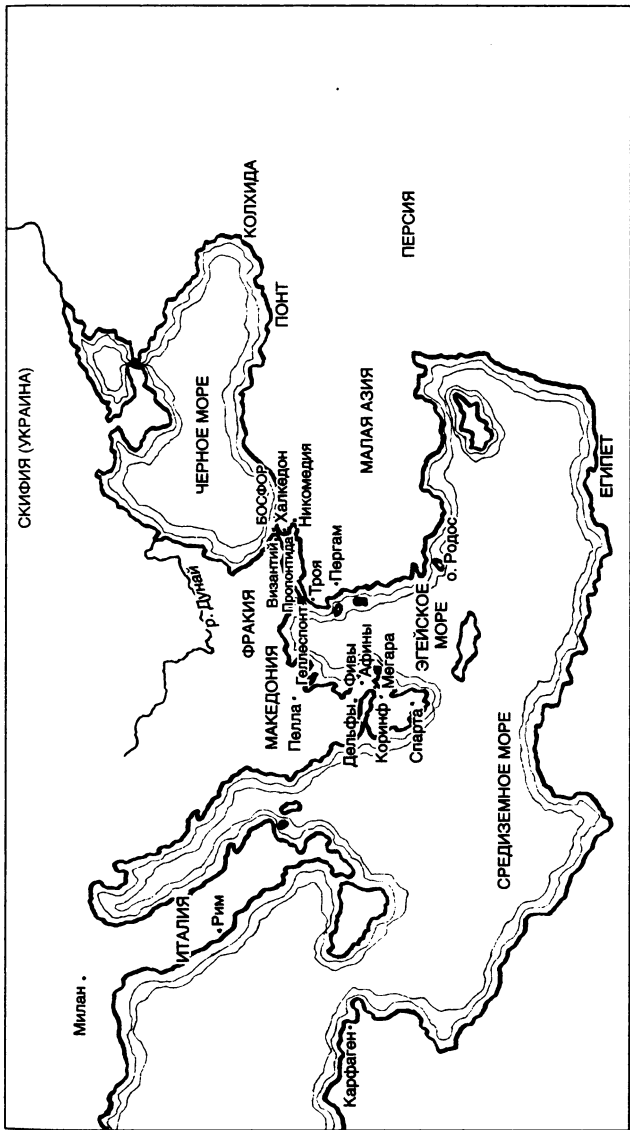 СКИФИЯ (УКРАИНА)
Милан
р. Дунай
ЧЕРНОЕ МОРЕ
КОЛХИДА
ПОНТ
ИТАЛИЯ
Рим
ФРАКИЯ
МАКЕДОНИЯ
Пелла
Геллеспонт
Византий
Пропонтида
БОСФОР
Халкедон
Никомедия
Троя
Пергам
МАЛАЯ АЗИЯ
ПЕРСИЯ
Дельфы
Фивы
Афины
Коринф
Мегара
Спарта
ЭГЕЙСКОЕ
МОРЕ
о. Родос
Карфаген
СРЕДИЗЕМНОЕ МОРЕ
ЕГИПЕТ